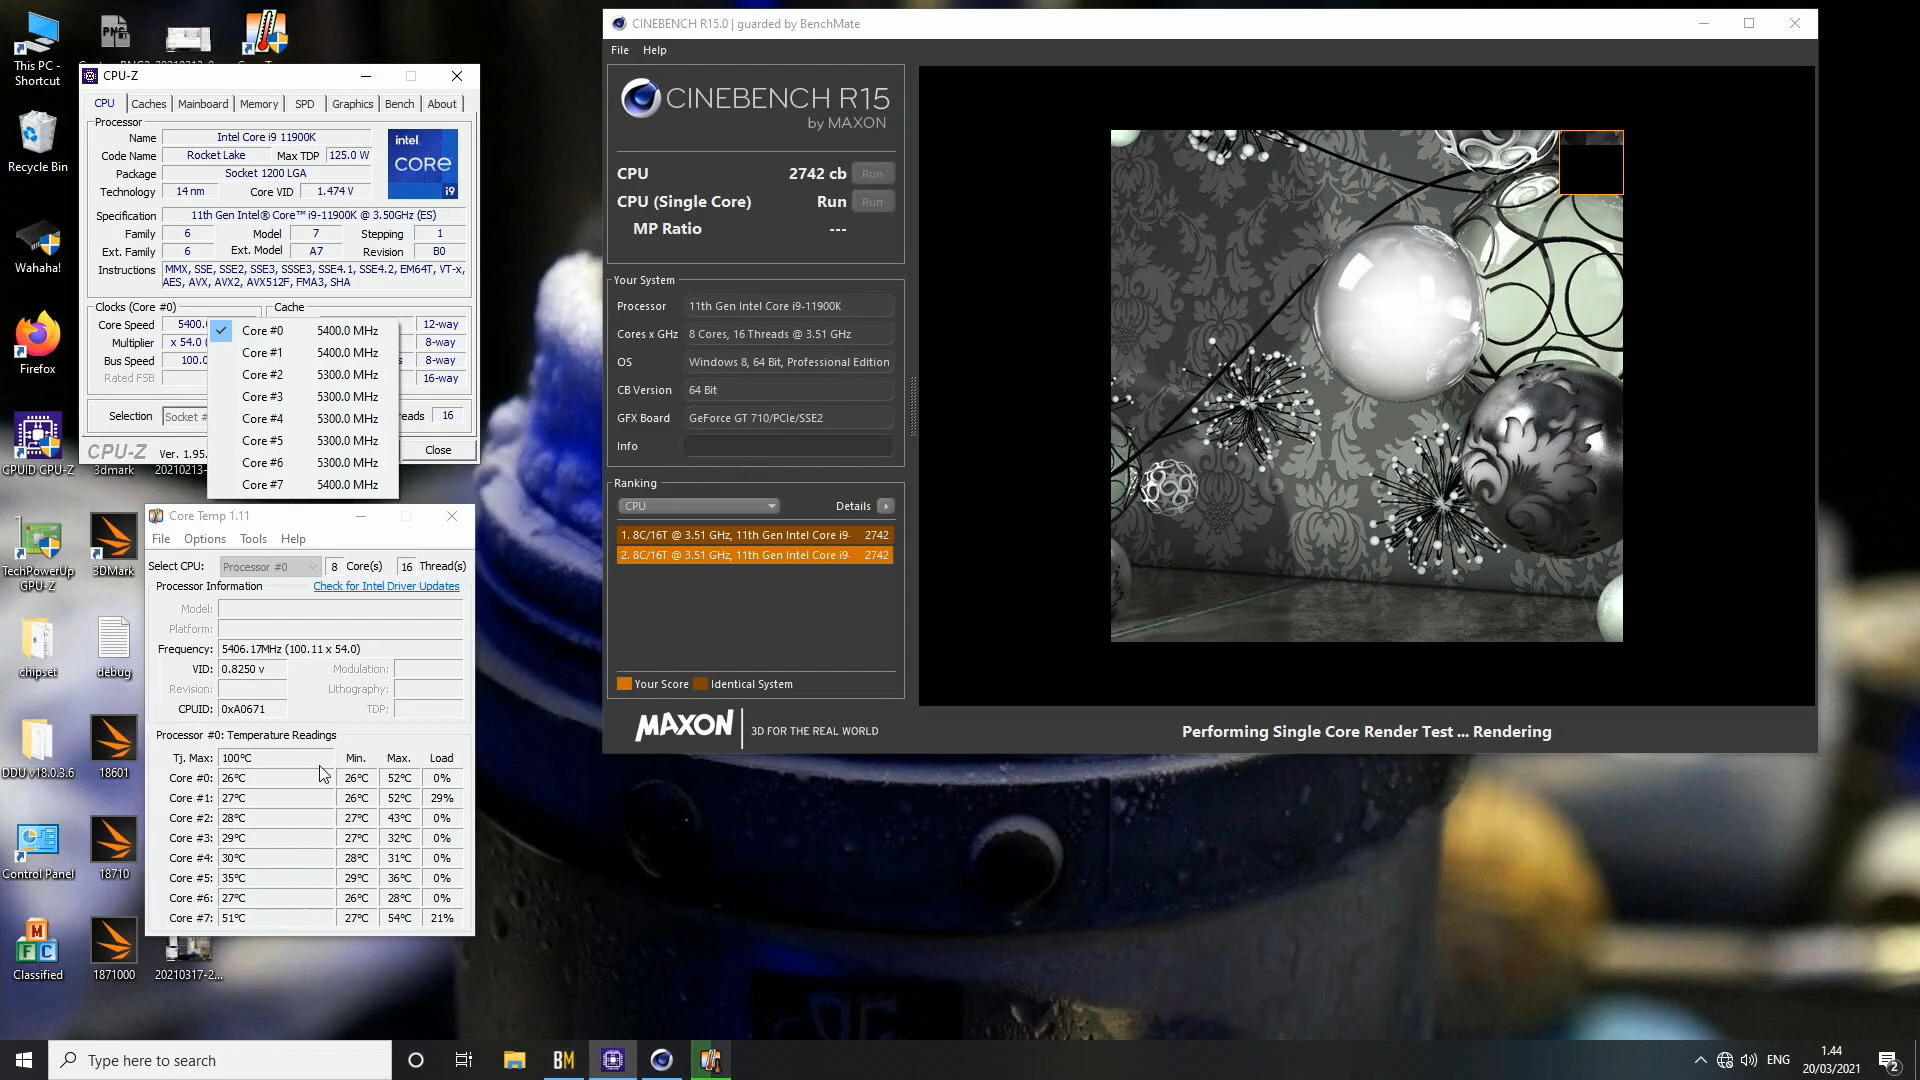 This PC -
Shortcut
Recycle Bin
Wahaha!
Firefox
CPUID CPU-Z
3dmark
TechPowerUp
GPU-Z
3DMark
chipset
debug
DDU v18.0.3.6
18601
Control Panel
18710
Classified
1871000
20210317-2...
CPU-Z
CPU
Caches
Mainboard
Memory
SPD
Graphics
Bench
About
Processor
Name
Intel Core i9 11900K
Code Name
Rocket Lake
Max TDP
125.0 W
Package
Socket 1200 LGA
Technology
14 nm
Core VID
1.474 V
intel
CORE
i9
Specification
11th Gen Intel® Core™ i9-11900K @ 3.50GHz (ES)
Family
6
Model
7
Stepping
1
Ext. Family
6
Ext. Model
A7
Revision
B0
Instructions
MMX, SSE, SSE2, SSE3, SSSE3, SSE4.1, SSE4.2, EM64T, VT-x,
AES, AVX, AVX2, AVX512F, FMA3, SHA
Clocks (Core #0)
Cache
Core Speed
5400.
12-way
Multiplier
x 54.0 (
8-way
Bus Speed
100.0
8-way
Rated FSB
16-way
Selection
Socket #
16
CPU-Z
Ver. 1.95.
Close
Core #0 5400.0 MHz
Core #1 5400.0 MHz
Core #2 5300.0 MHz
Core #3 5300.0 MHz
Core #4 5300.0 MHz
Core #5 5300.0 MHz
Core #6 5300.0 MHz
Core #7 5400.0 MHz
Core Temp 1.11
File Options Tools Help
Select CPU: Processor #0 8 Core(s) 16 Thread(s)
Processor Information Check for Intel Driver Updates
Model:
Platform:
Frequency: 5406.17MHz (100.11 x 54.0)
VID: 0.8250 v Modulation:
Revision: Lithography:
CPUID: 0xA0671 TDP:
Processor #0: Temperature Readings
Tj. Max: 100°C Min. Max. Load
Core #0: 26°C 26°C 52°C 0%
Core #1: 27°C 26°C 52°C 29%
Core #2: 28°C 27°C 43°C 0%
Core #3: 29°C 27°C 32°C 0%
Core #4: 30°C 28°C 31°C 0%
Core #5: 35°C 29°C 36°C 0%
Core #6: 27°C 26°C 28°C 0%
Core #7: 51°C 27°C 54°C 21%
CINEBENCH R15.0 | guarded by BenchMate
File Help
CINEBENCH R15
by MAXON
CPU 2742 cb Run
CPU (Single Core) Run Run
MP Ratio ---
Your System
Processor 11th Gen Intel Core i9-11900K
Cores x GHz 8 Cores, 16 Threads @ 3.51 GHz
OS Windows 8, 64 Bit, Professional Edition
CB Version 64 Bit
GFX Board GeForce GT 710/PCIe/SSE2
Info
Ranking
CPU Details
1. 8C/16T @ 3.51 GHz, 11th Gen Intel Core i9- 2742
2. 8C/16T @ 3.51 GHz, 11th Gen Intel Core i9- 2742
Your Score Identical System
MAXON 3D FOR THE REAL WORLD
Performing Single Core Render Test ... Rendering
Type here to search
BM
ENG
1.44
20/03/2021
2